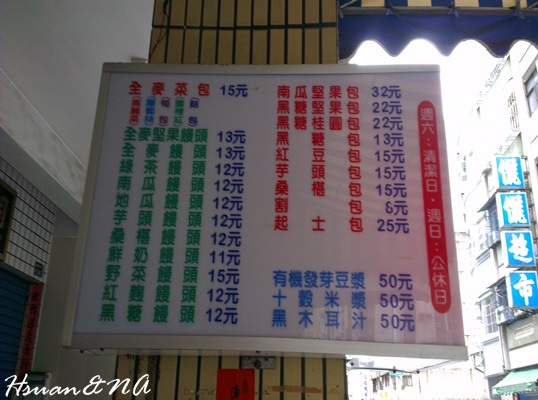 全麥菜包 15元
全麥堅果饅頭 13元
全麥饅頭 13元
綠茶饅頭 12元
南瓜饅頭 12元
地瓜饅頭 12元
芋頭饅頭 12元
桑椹饅頭 12元
鮮奶饅頭 11元
野菜饅頭 15元
紅麴饅頭 12元
黑糖饅頭 12元
南瓜堅果包 32元
黑糖堅果包 22元
黑糖桂圓包 22元
黑糖包 13元
紅豆包 15元
芋頭包 15元
桑椹包 15元
割包 6元
起士包 25元
有機發芽豆漿 50元
十穀米漿 50元
黑木耳汁 50元
週六:清潔日,週日:公休日
超市
Hsuan&NA